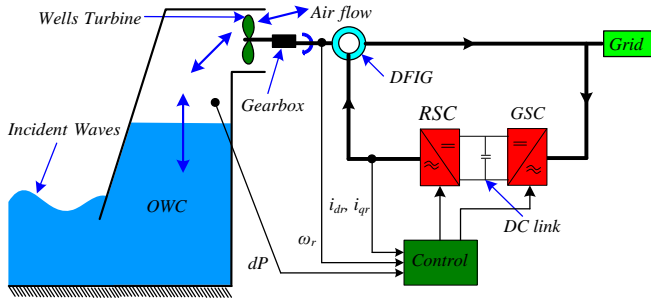 Wells Turbine
Air flow
Grid
DFIG
Gearbox
RSC
GSC
Incident Waves
OWC
i_dr, i_qr
DC link
ω_r
dP
Control